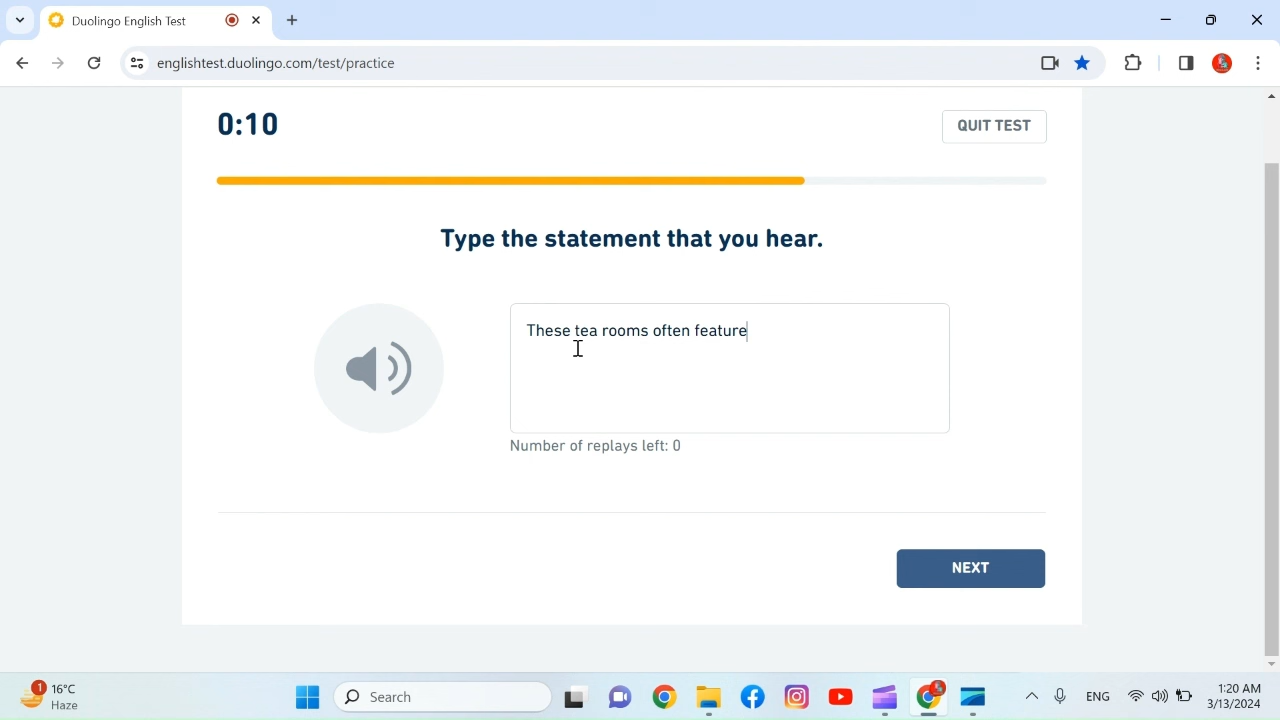 Duolingo English Test
englishtest.duolingo.com/test/practice
0:10
QUIT TEST
Type the statement that you hear.
These tea rooms often feature
Number of replays left: 0
NEXT
1
16°C
Haze
Search
ENG
1:20 AM
3/13/2024